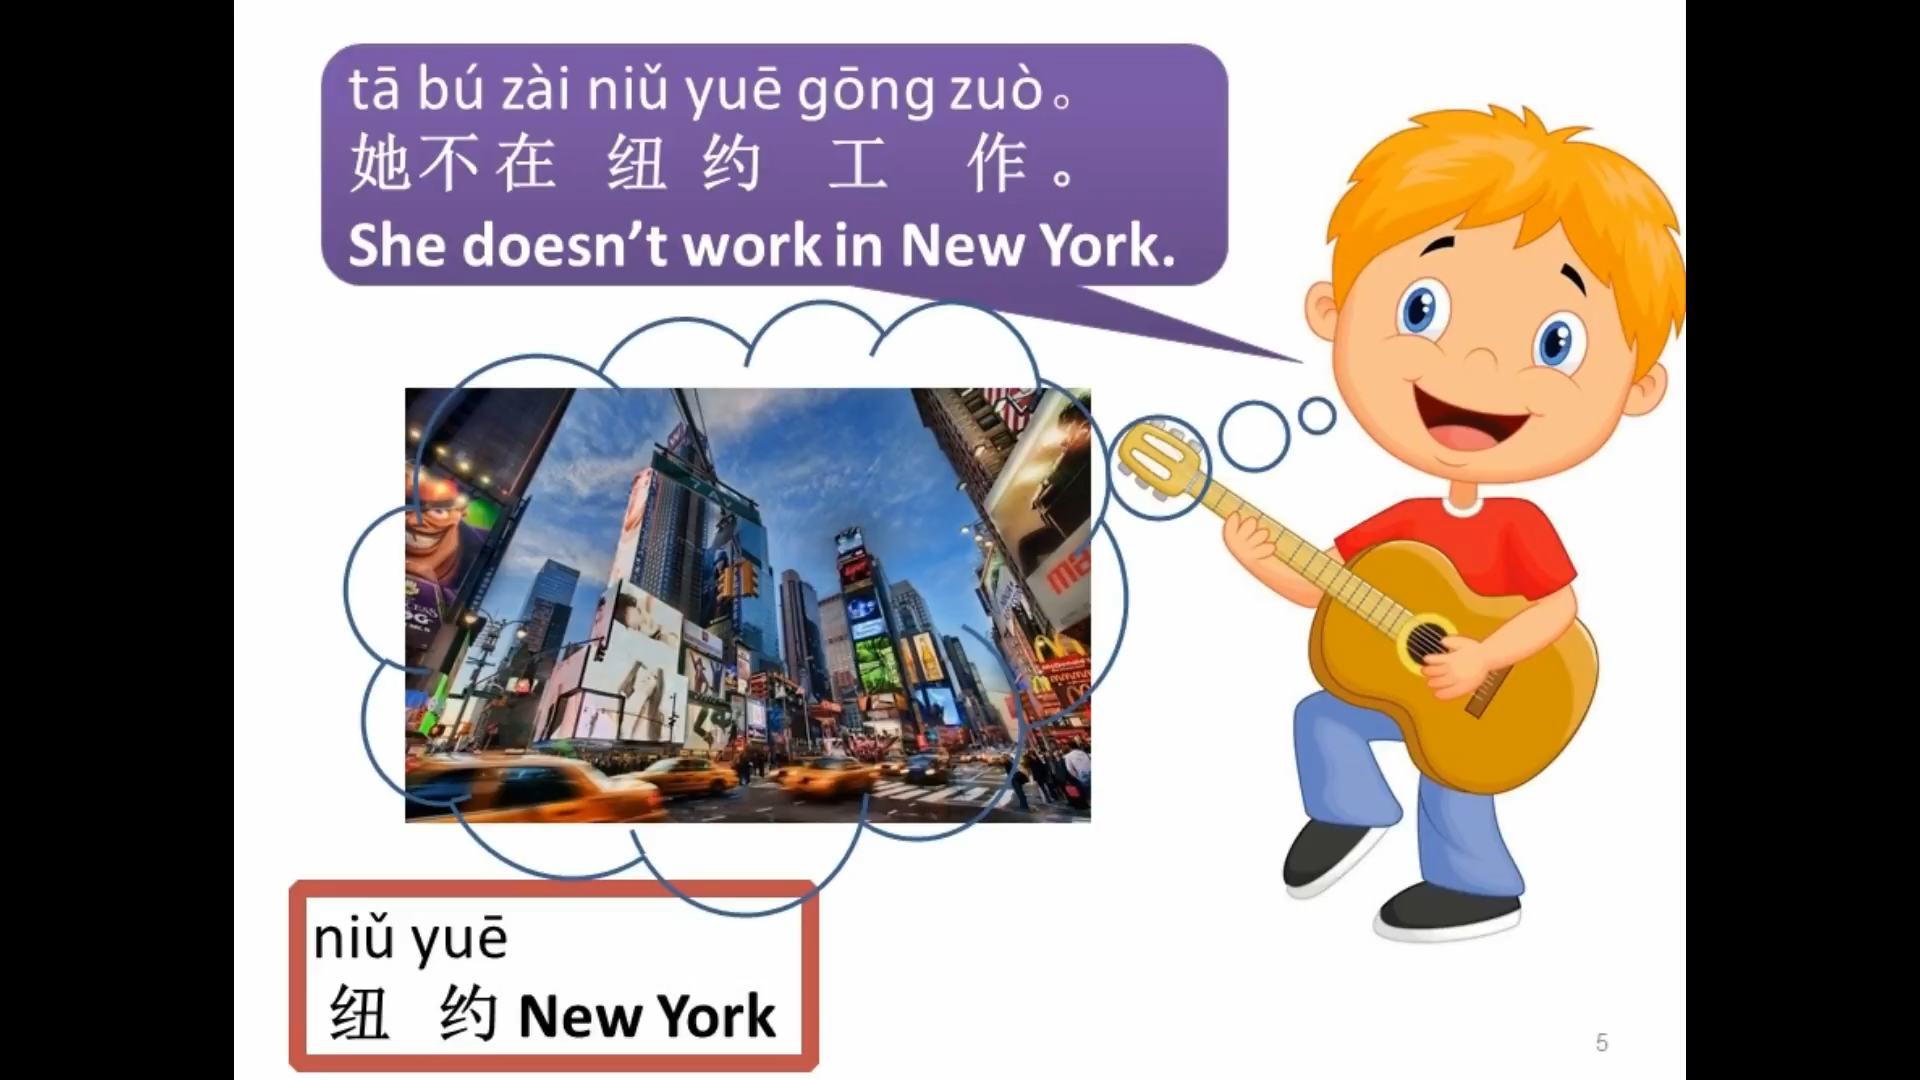 tā bú zài niǔ yuē gōng zuò。
她不在 纽 约 工 作。
She doesn’t work in New York.
niǔ yuē
纽 约 New York
5